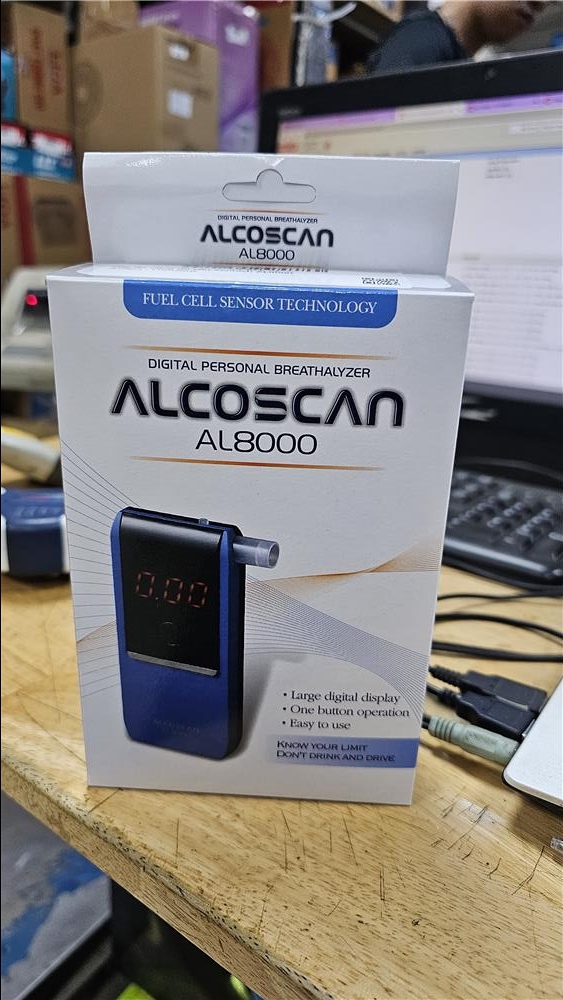 DIGITAL PERSONAL BREATHALYZER
ALCOSCAN
AL8000
FUEL CELL SENSOR TECHNOLOGY
DIGITAL PERSONAL BREATHALYZER
ALCOSCAN
AL8000
0.00
ALCOSCAN
• Large digital display
• One button operation
• Easy to use
KNOW YOUR LIMIT
DON'T DRINK AND DRIVE